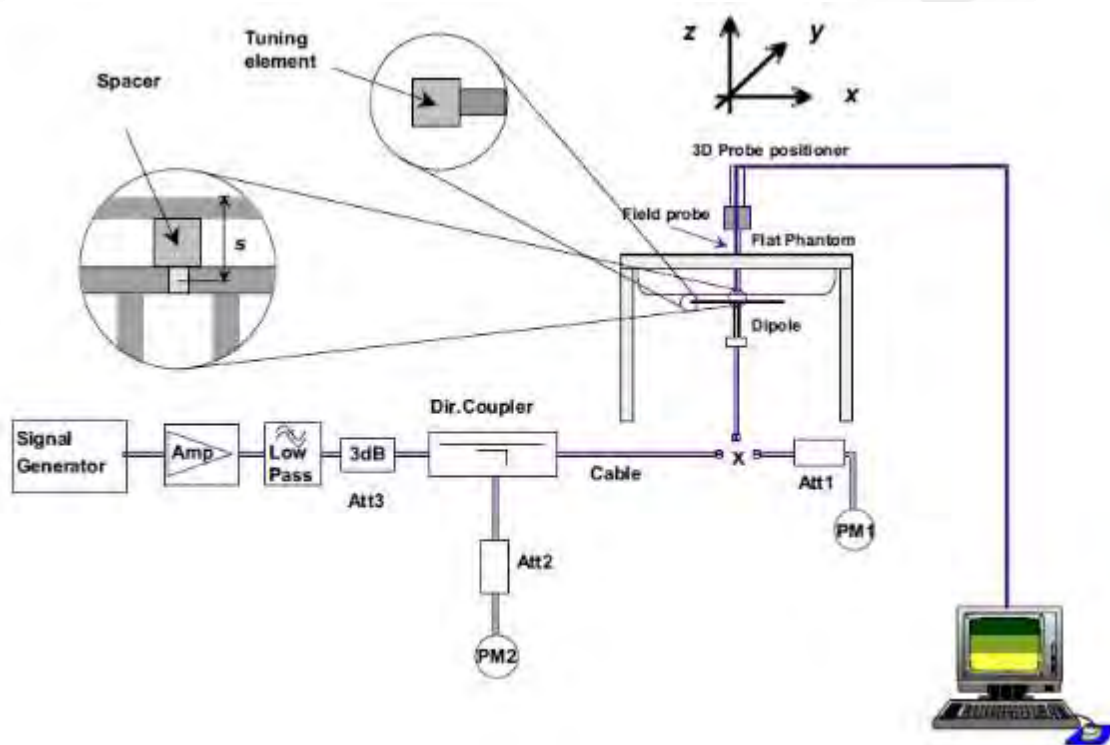 z
y
x
Tuning
element
Spacer
s
3D Probe positioner
Field probe
Flat Phantom
Dipole
Dir.Coupler
Signal
Generator
Amp
Low
Pass
3dB
Att3
Cable
x
Att1
PM1
Att2
PM2